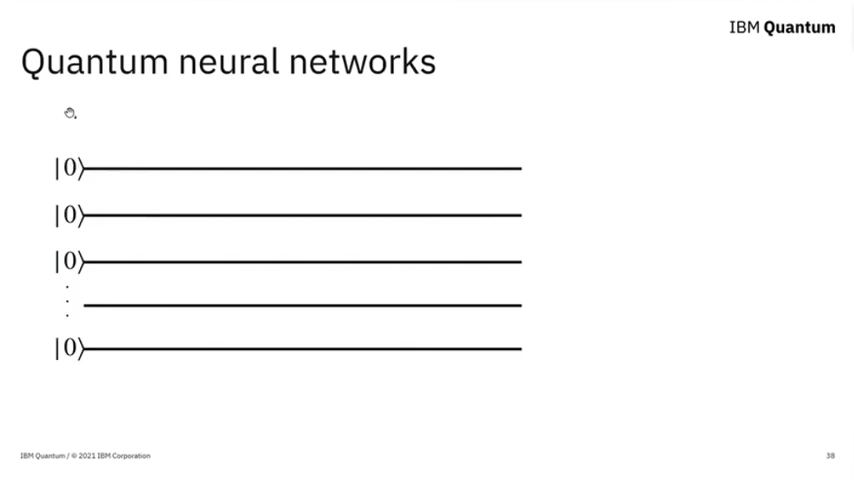 IBM Quantum
Quantum neural networks
|0⟩
|0⟩
|0⟩
|0⟩
IBM Quantum / © 2021 IBM Corporation
38